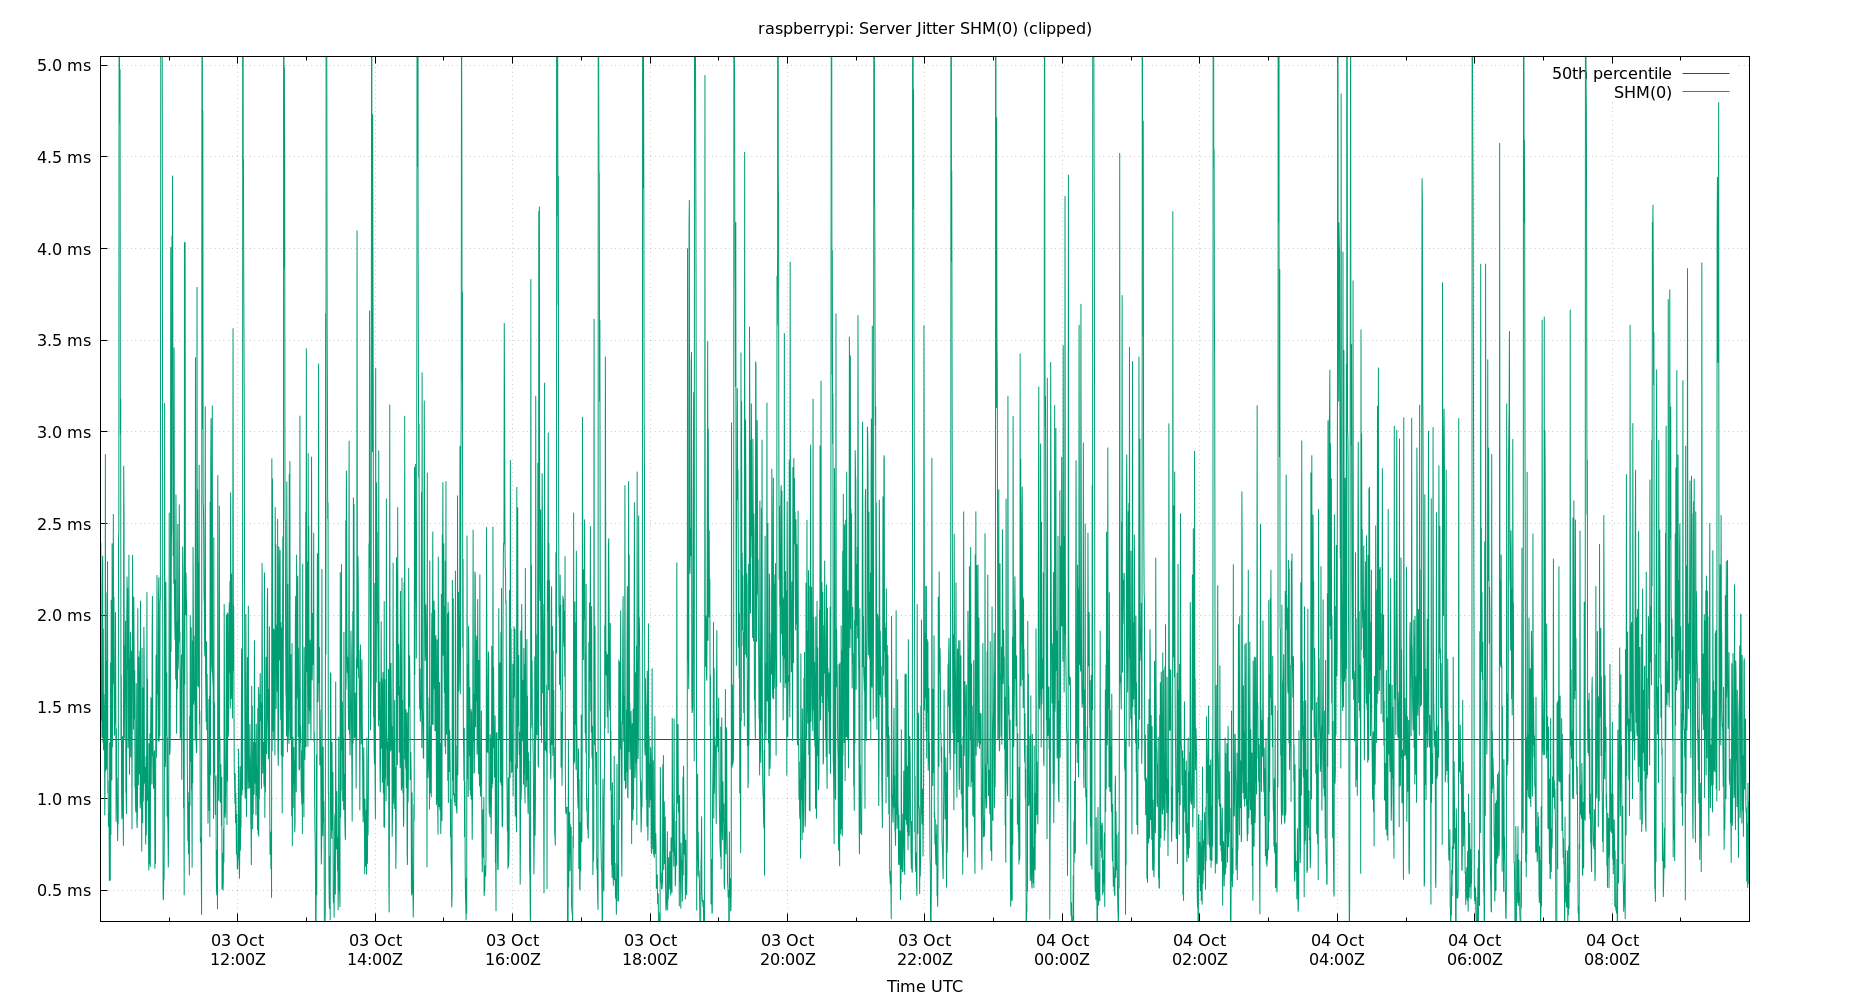 raspberrypi: Server Jitter SHM(0) (clipped)
50th percentile
SHM(0)
5.0 ms
4.5 ms
4.0 ms
3.5 ms
3.0 ms
2.5 ms
2.0 ms
1.5 ms
1.0 ms
0.5 ms
03 Oct 03 Oct 03 Oct 03 Oct 03 Oct 03 Oct 04 Oct 04 Oct 04 Oct 04 Oct 04 Oct
12:00Z 14:00Z 16:00Z 18:00Z 20:00Z 22:00Z 00:00Z 02:00Z 04:00Z 06:00Z 08:00Z
Time UTC